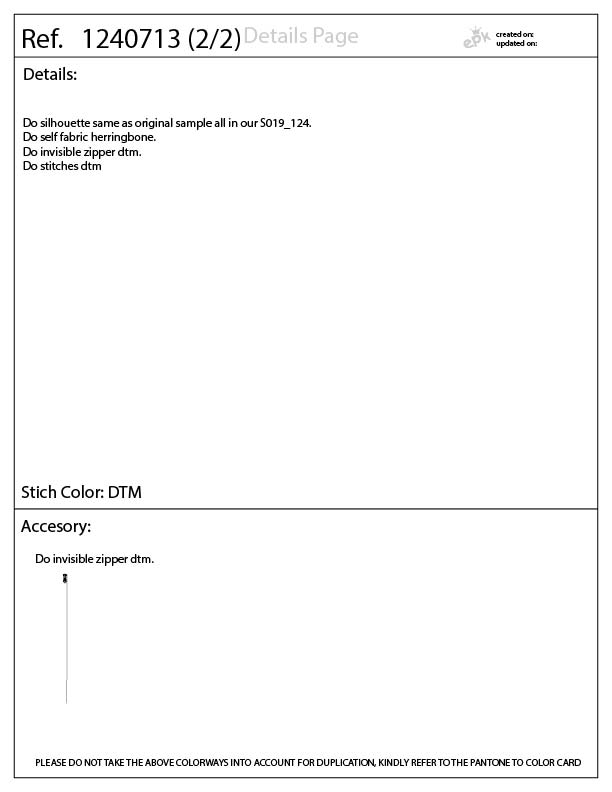 Ref. 1240713 (2/2) Details Page
epk
created on:
updated on:
Details:
Do silhouette same as original sample all in our S019_124.
Do self fabric herringbone.
Do invisible zipper dtm.
Do stitches dtm
Stich Color: DTM
Accesory:
Do invisible zipper dtm.
PLEASE DO NOT TAKE THE ABOVE COLORWAYS INTO ACCOUNT FOR DUPLICATION, KINDLY REFER TO THE PANTONE TO COLOR CARD